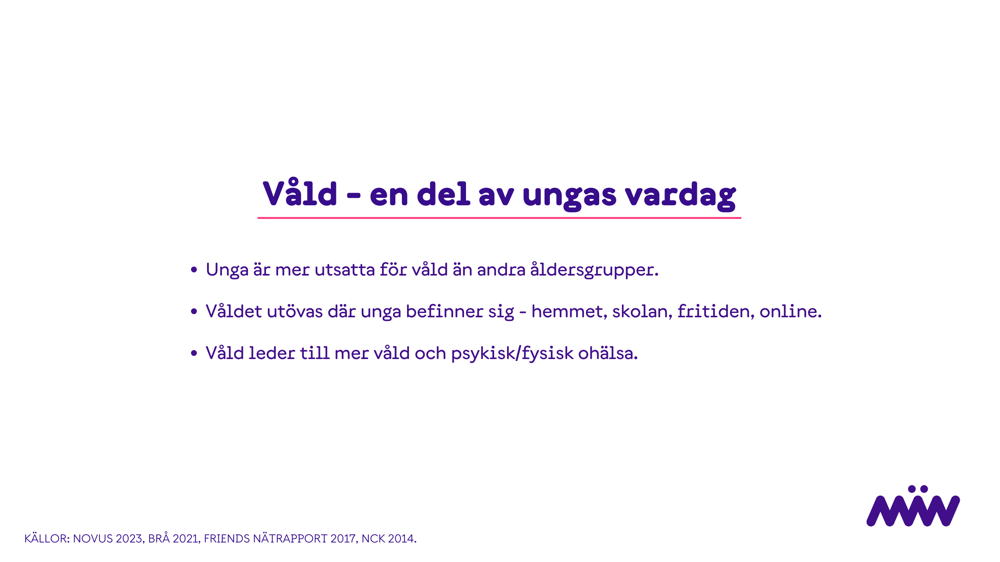 Våld - en del av ungas vardag
• Unga är mer utsatta för våld än andra åldersgrupper.
• Våldet utövas där unga befinner sig - hemmet, skolan, fritiden, online.
• Våld leder till mer våld och psykisk/fysisk ohälsa.
MÄN
KÄLLOR: NOVUS 2023, BRÅ 2021, FRIENDS NÄTRAPPORT 2017, NCK 2014.